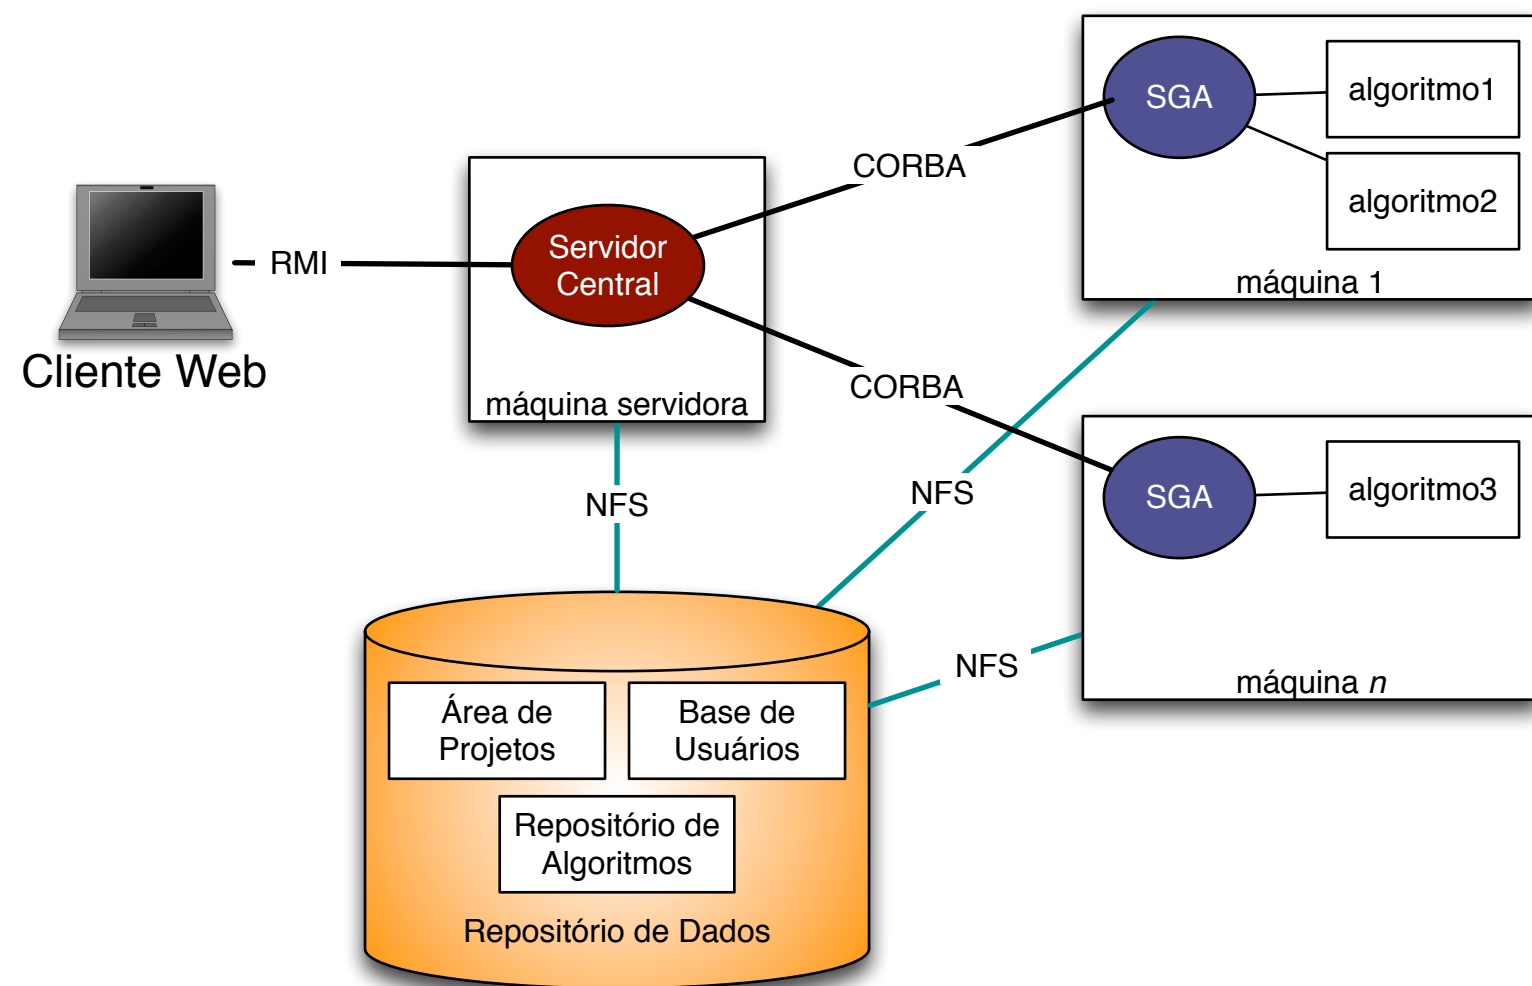 Cliente Web
RMI
Servidor
Central
máquina servidora
CORBA
CORBA
SGA
algoritmo1
algoritmo2
máquina 1
SGA
algoritmo3
máquina n
NFS
NFS
NFS
Área de
Projetos
Base de
Usuários
Repositório de
Algoritmos
Repositório de Dados